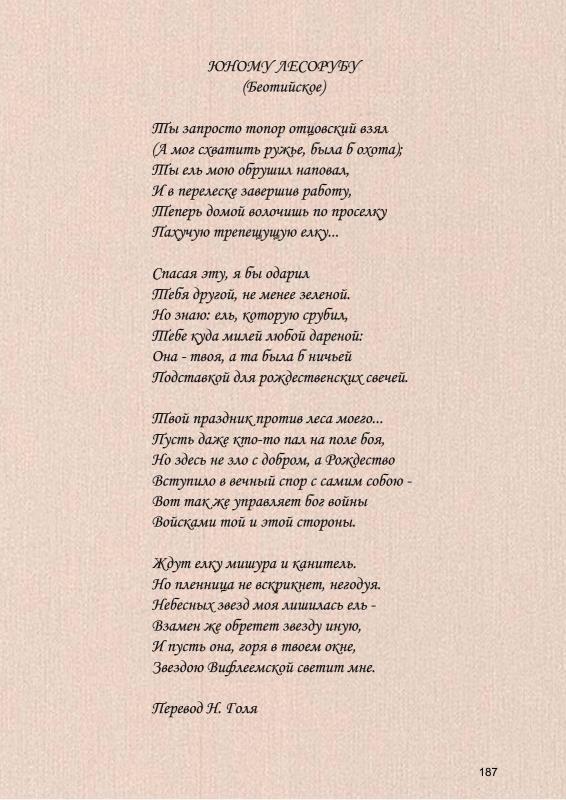 ЮНОМУ ЛЕСОРУБУ
(Беотийское)
Ты запросто топор отцовский взял
(А мог схватить ружье, была б охота);
Ты ель мою обрушил наповал,
И в перелеске завершив работу,
Теперь домой волочишь по проселку
Пахучую трепещущую елку...
Спасая эту, я бы одарил
Тебя другой, не менее зеленой.
Но знаю: ель, которую срубил,
Тебе куда милей любой дареной:
Она - твоя, а та была б ничьей
Подставкой для рождественских свечей.
Твой праздник против леса моего...
Пусть даже кто-то пал на поле боя,
Но здесь не зло с добром, а Рождество
Вступило в вечный спор с самим собою -
Вот так же управляет бог войны
Войсками той и этой стороны.
Ждут елку мишура и канитель.
Но пленница не вскрикнет, негодуя.
Небесных звезд моя лишилась ель -
Взамен же обретет звезду иную,
И пусть она, горя в твоем окне,
Звездою Вифлеемской светит мне.
Перевод Н. Голя
187